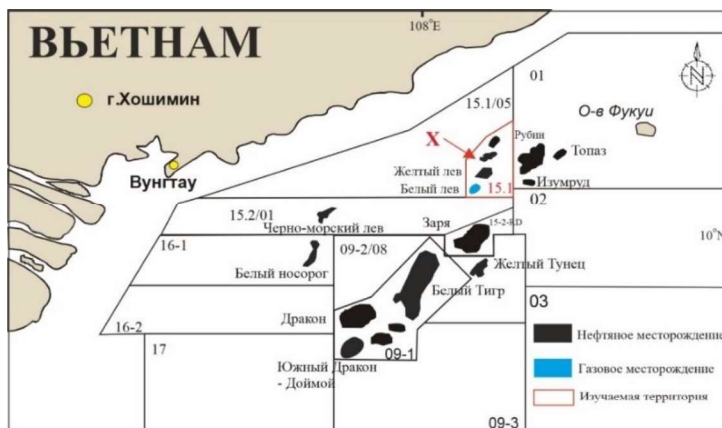 ВЬЕТНАМ
108°E
г.Хошимин
Вунгтау
15.1/05
01
О-в Фукуи
X
Рубин
Топаз
Желтый лев
Белый лев
15.1
Изумруд
02
15.2/01
Черно-морский лев
Заря
15-2-RD
16-1
09-2/08
10°N
Белый носорог
Желтый Тунец
Белый Тигр
03
Дракон
16-2
17
Южный Дракон
- Доймой
09-1
09-3
Нефтяное месторождение
Газовое месторождение
Изучаемая территория
N